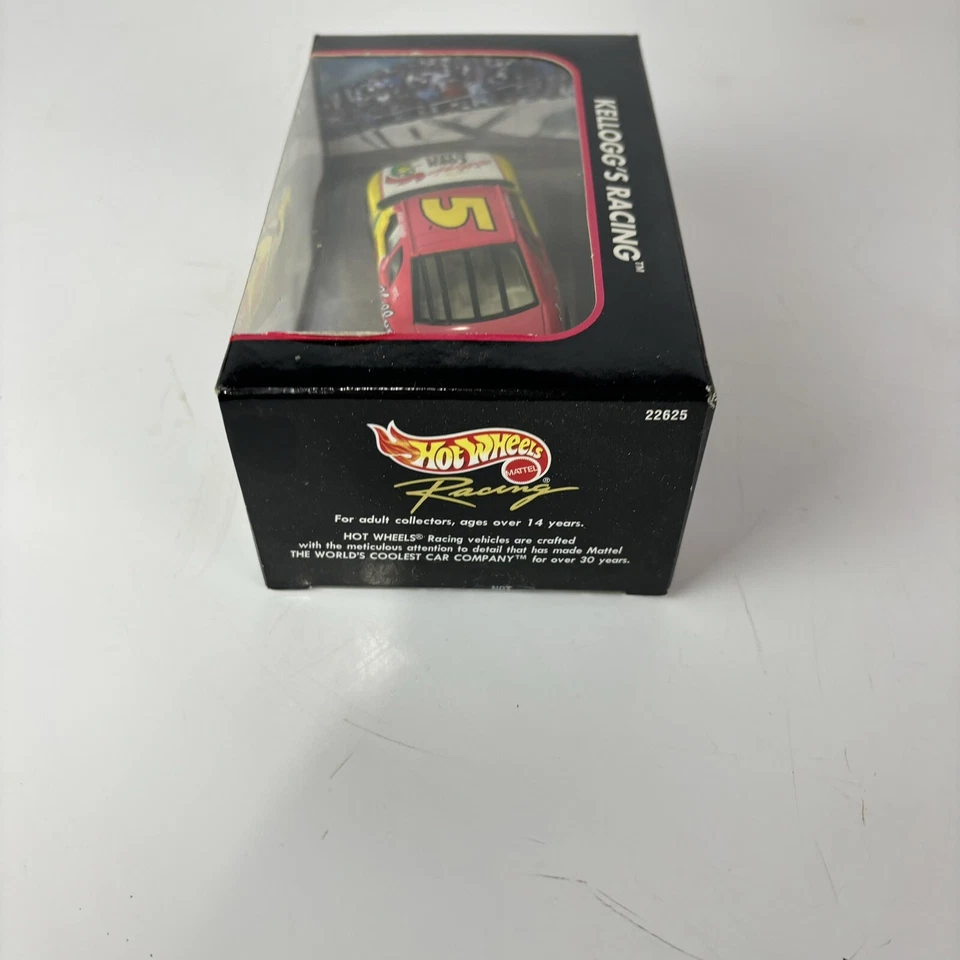 KELLOGG'S RACING™
5
22625
HOT WHEELS
MATTEL
®
Racing
For adult collectors, ages over 14 years.
HOT WHEELS® Racing vehicles are crafted
with the meticulous attention to detail that has made Mattel
THE WORLD'S COOLEST CAR COMPANY™ for over 30 years.